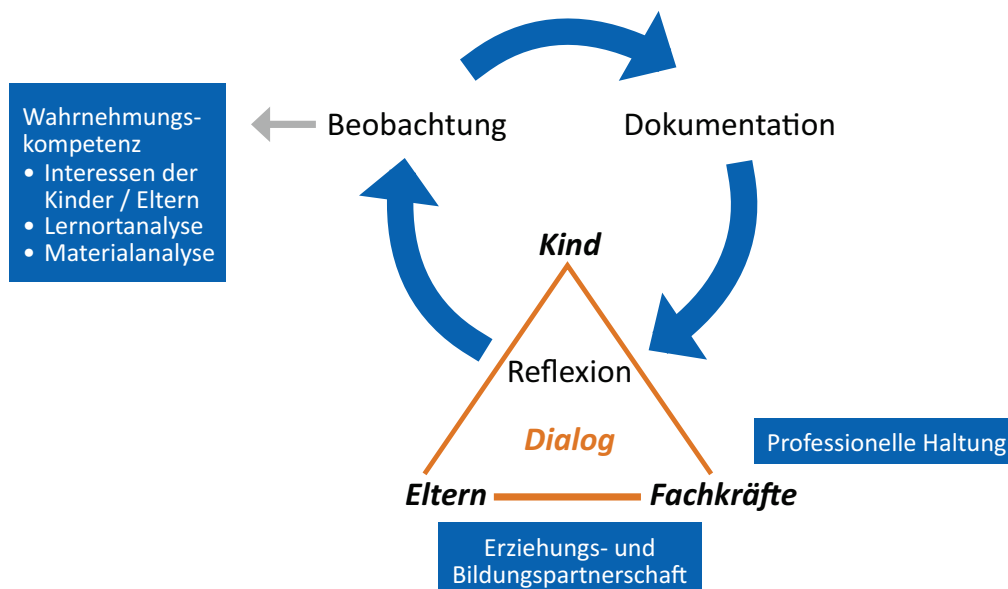 Wahrnehmungs-
kompetenz
• Interessen der
Kinder / Eltern
• Lernortanalyse
• Materialanalyse
Beobachtung
Dokumentation
Kind
Reflexion
Dialog
Professionelle Haltung
Eltern
Fachkräfte
Erziehungs- und
Bildungspartnerschaft